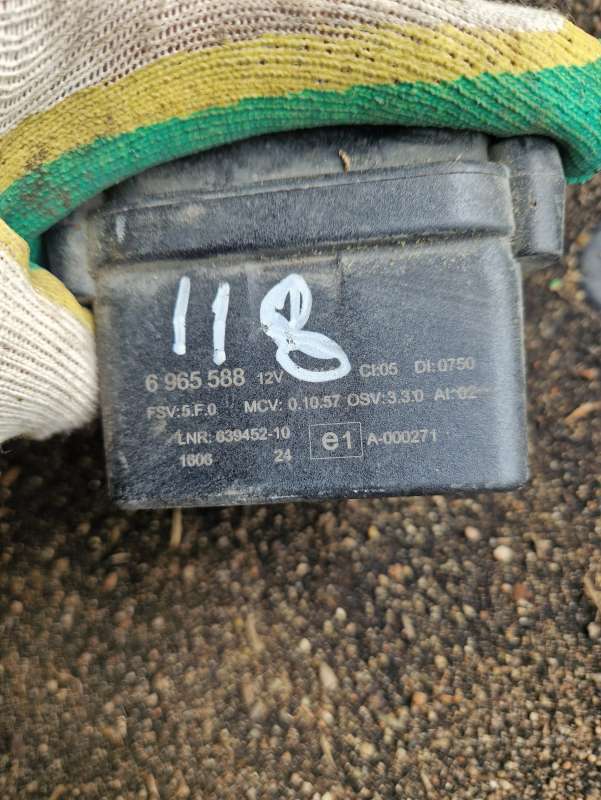 118
6 965 588 12V CI:05 DI:0750
FSV:5.F.0 MCV: 0.10.57 OSV:3.3.0 AI:02
LNR: 639452-10 e1 A-000271
1606 24